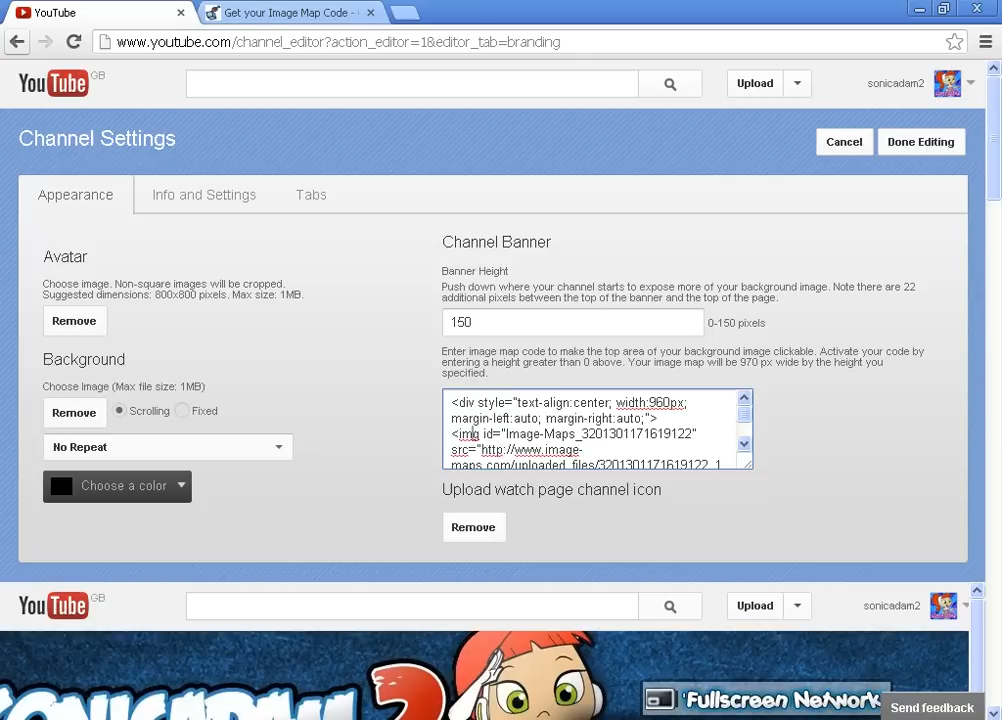 YouTube
Get your Image Map Code -
www.youtube.com/channel_editor?action_editor=1&editor_tab=branding
YouTube GB
Upload
sonicadam2
Channel Settings
Cancel
Done Editing
Appearance
Info and Settings
Tabs
Avatar
Choose image. Non-square images will be cropped.
Suggested dimensions: 800x800 pixels. Max size: 1MB.
Remove
Background
Choose Image (Max file size: 1MB)
Remove
Scrolling
Fixed
No Repeat
Choose a color
Channel Banner
Banner Height
Push down where your channel starts to expose more of your background image. Note there are 22
additional pixels between the top of the banner and the top of the page.
150
0-150 pixels
Enter image map code to make the top area of your background image clickable. Activate your code by
entering a height greater than 0 above. Your image map will be 970 px wide by the height you
specified.
<div style="text-align:center; width:960px;
margin-left:auto; margin-right:auto;">
<img id="Image-Maps_3201301171619122"
src="http://www.image-
maps.com/uploaded_files/3201301171619122_1
Upload watch page channel icon
Remove
YouTube GB
Upload
sonicadam2
SONICADAM 2
Fullscreen Network
Send feedback